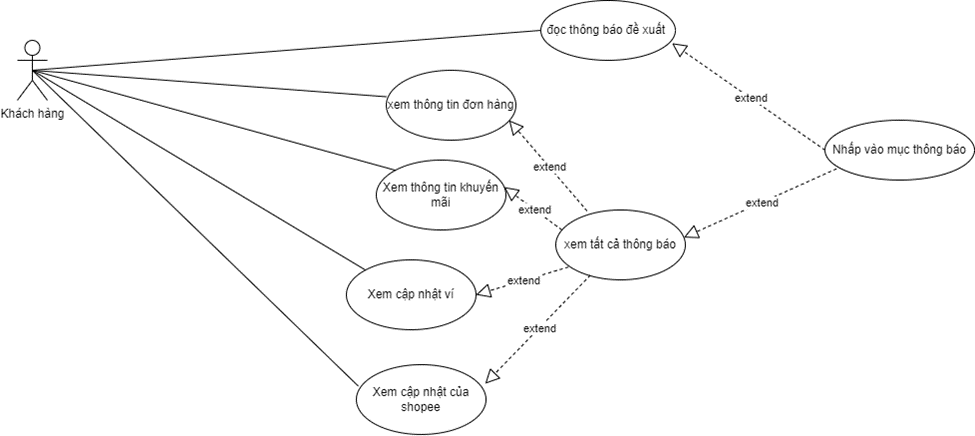 đọc thông báo đề xuất
xem thông tin đơn hàng
extend
Khách hàng
Nhấp vào mục thông báo
extend
Xem thông tin khuyến
mãi
extend
extend
xem tất cả thông báo
extend
Xem cập nhật ví
extend
Xem cập nhật của
shopee